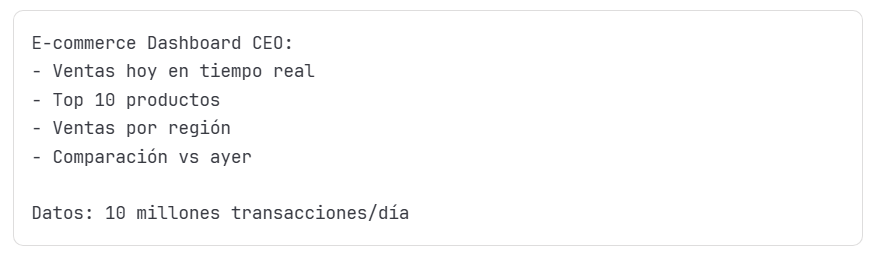 E-commerce Dashboard CEO:
- Ventas hoy en tiempo real
- Top 10 productos
- Ventas por región
- Comparación vs ayer
Datos: 10 millones transacciones/día